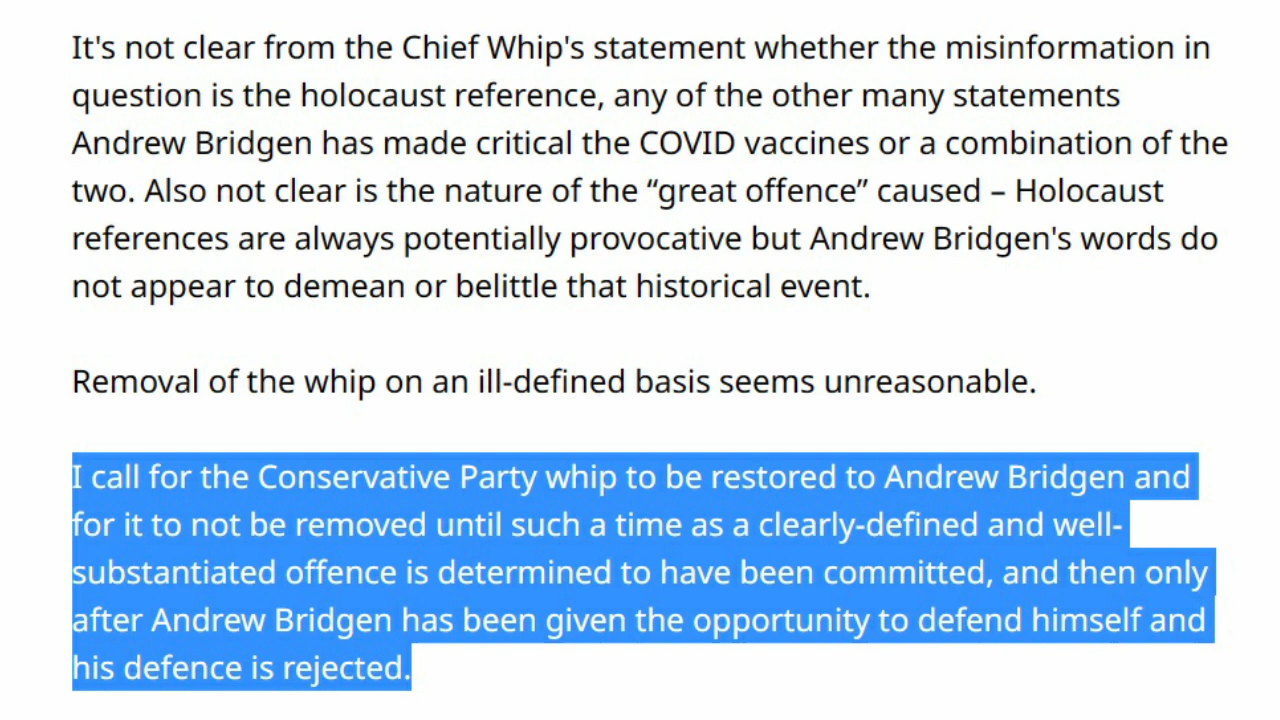 It's not clear from the Chief Whip's statement whether the misinformation in
question is the holocaust reference, any of the other many statements
Andrew Bridgen has made critical the COVID vaccines or a combination of the
two. Also not clear is the nature of the “great offence” caused – Holocaust
references are always potentially provocative but Andrew Bridgen's words do
not appear to demean or belittle that historical event.
Removal of the whip on an ill-defined basis seems unreasonable.
I call for the Conservative Party whip to be restored to Andrew Bridgen and
for it to not be removed until such a time as a clearly-defined and well-
substantiated offence is determined to have been committed, and then only
after Andrew Bridgen has been given the opportunity to defend himself and
his defence is rejected.